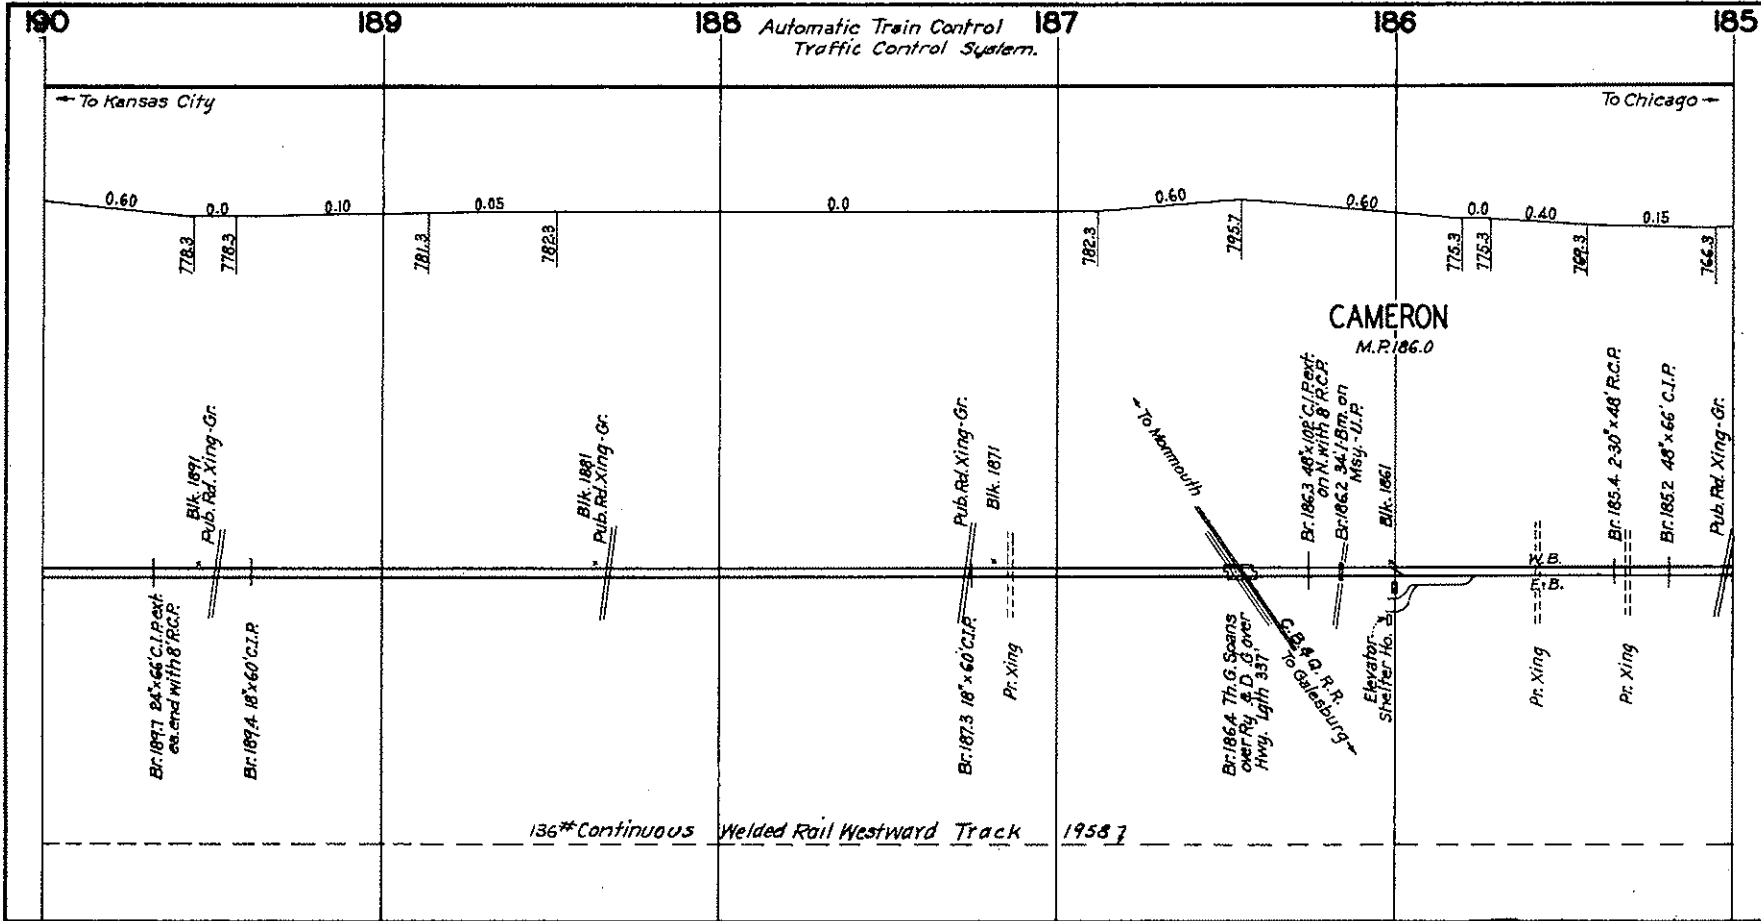 190
189
188
187
186
185
Automatic Train Control
Traffic Control System.
← To Kansas City
To Chicago →
0.60
0.0
0.10
0.05
0.0
0.60
0.60
0.0
0.40
0.15
778.3
778.3
781.3
782.3
782.3
795.7
775.3
775.3
769.3
766.3
CAMERON
M.P. 186.0
Blk. 1891
Pub. Rd. Xing-Gr.
Blk. 1881
Pub. Rd. Xing-Gr.
Pub. Rd. Xing-Gr.
Blk. 1871
To Monmouth
Br. 186.3 48"x102' C.I.P. ext.
on N. with 8' R.C.P.
Br. 186.2 34'I-Bm. on
Msy.-U.P.
Blk. 1861
Br. 185.4 2-30"x48' R.C.P.
Br. 185.2 48"x66' C.I.P.
Pub. Rd. Xing-Gr.
W.B.
E.B.
Br. 189.7 24"x66' C.I.P. ext.
ea. end with 8' R.C.P.
Br. 189.4 18"x60' C.I.P.
Br. 187.3 18"x60' C.I.P.
Pr. Xing
Br. 186.4 Th. G. Spans
over Ry. & D. G over
Hwy. Lgth 337'
C. B. & Q. R. R.
To Galesburg
Elevator
Shelter Ho.
Pr. Xing
Pr. Xing
136# Continuous Welded Rail Westward Track 1958